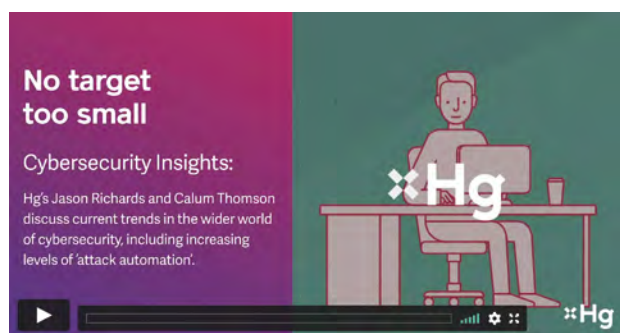 No target
too small
Cybersecurity Insights:
Hg's Jason Richards and Calum Thomson
discuss current trends in the wider world
of cybersecurity, including increasing
levels of 'attack automation'.
Hg
Hg